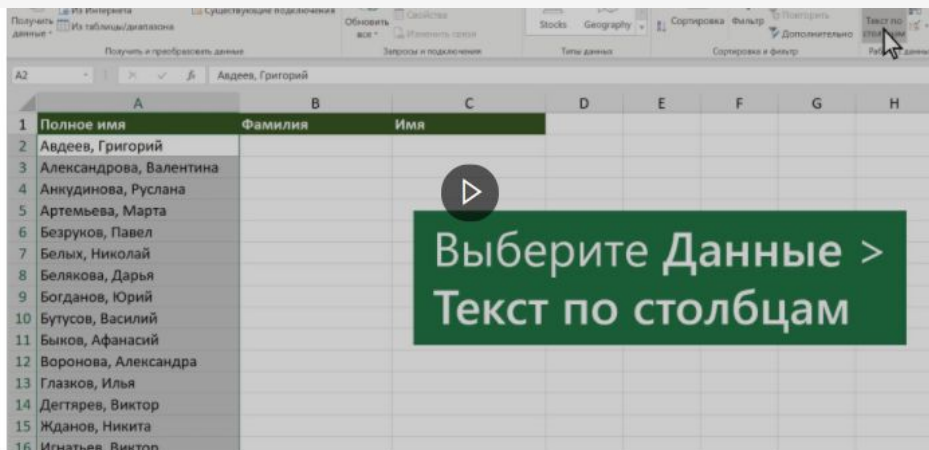 Получить данные
Из Интернета
Из таблицы/диапазона
Существующие подключения
Обновить все
Свойства
Изменить связи
Stocks
Geography
Сортировка
Фильтр
Повторить
Дополнительно
Текст по столбцам
Получить и преобразовать данные
Запросы и подключения
Типы данных
Сортировка и фильтр
A2
fx
Авдеев, Григорий
A B C D E F G H
1 Полное имя Фамилия Имя
2 Авдеев, Григорий
3 Александрова, Валентина
4 Анкудинова, Руслана
5 Артемьева, Марта
6 Безруков, Павел
7 Белых, Николай
8 Белякова, Дарья
9 Богданов, Юрий
10 Бутусов, Василий
11 Быков, Афанасий
12 Воронова, Александра
13 Глазков, Илья
14 Дегтярев, Виктор
15 Жданов, Никита
16 Игнатьев, Виктор
Выберите Данные >
Текст по столбцам